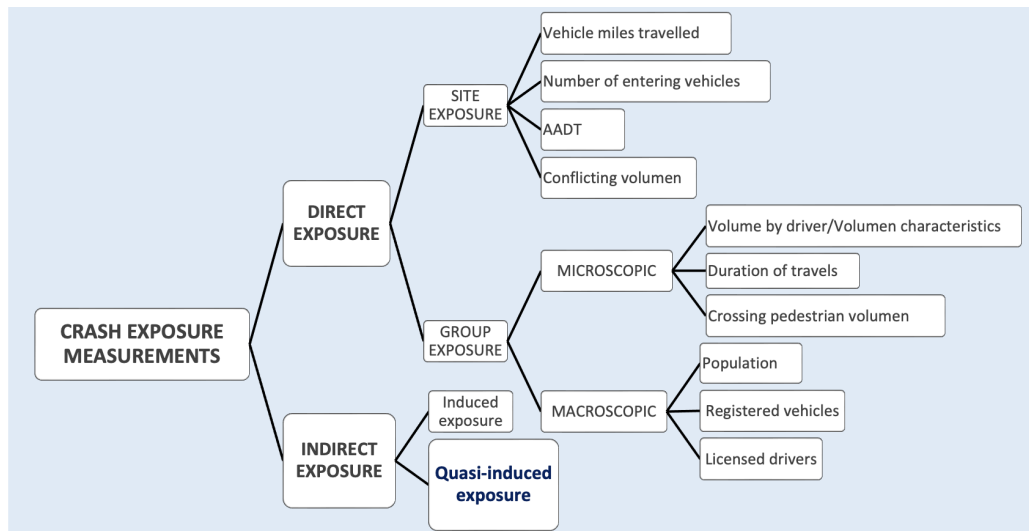 Vehicle miles travelled
Number of entering vehicles
SITE
EXPOSURE
AADT
Conflicting volumen
DIRECT
EXPOSURE
Volume by driver/Volumen characteristics
MICROSCOPIC
Duration of travels
Crossing pedestrian volumen
CRASH EXPOSURE
MEASUREMENTS
GROUP
EXPOSURE
Population
MACROSCOPIC
Registered vehicles
Licensed drivers
Induced
exposure
INDIRECT
EXPOSURE
Quasi-induced
exposure